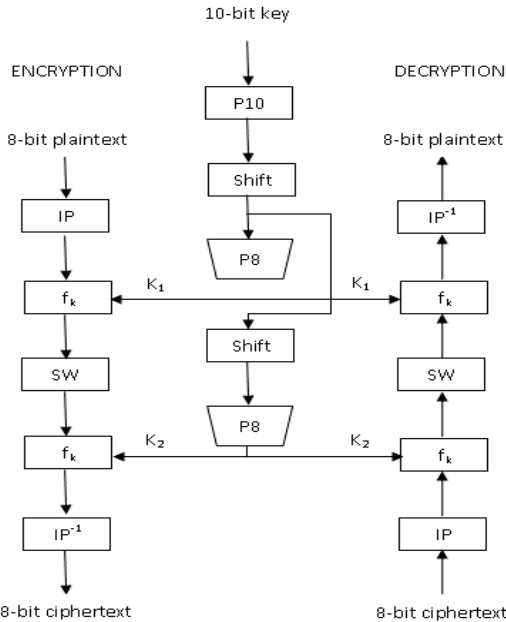 10-bit key
ENCRYPTION
DECRYPTION
P10
8-bit plaintext
8-bit plaintext
Shift
IP
IP⁻¹
P8
K₁
K₁
fₖ
fₖ
Shift
SW
SW
P8
K₂
K₂
fₖ
fₖ
IP⁻¹
IP
8-bit ciphertext
8-bit ciphertext